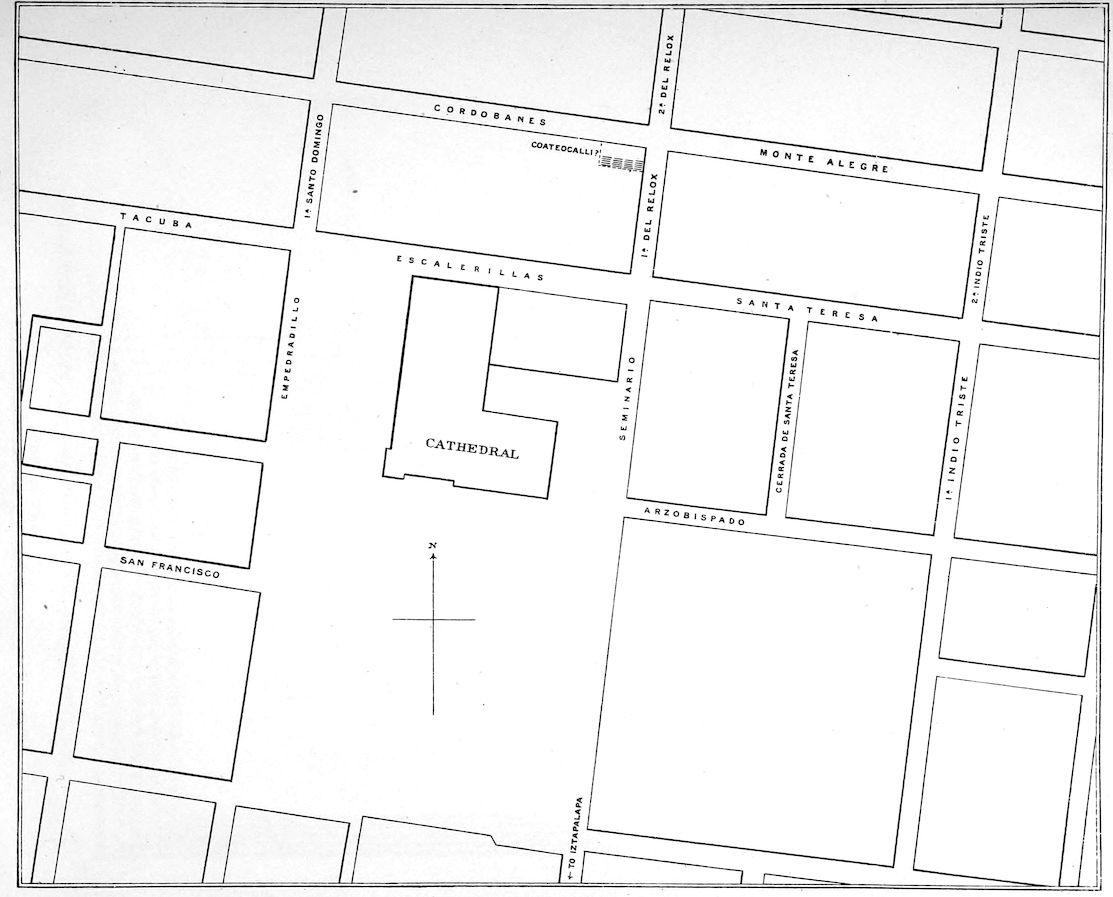 2ª DEL RELOX
CORDOBANES
COATEOCALLI?
MONTE ALEGRE
1ª SANTO DOMINGO
1ª DEL RELOX
TACUBA
2ª INDIO TRISTE
ESCALERILLAS
SANTA TERESA
EMPEDRADILLO
SEMINARIO
CERRADA DE SANTA TERESA
1ª INDIO TRISTE
CATHEDRAL
ARZOBISPADO
N
SAN FRANCISCO
← TO IZTAPALAPA